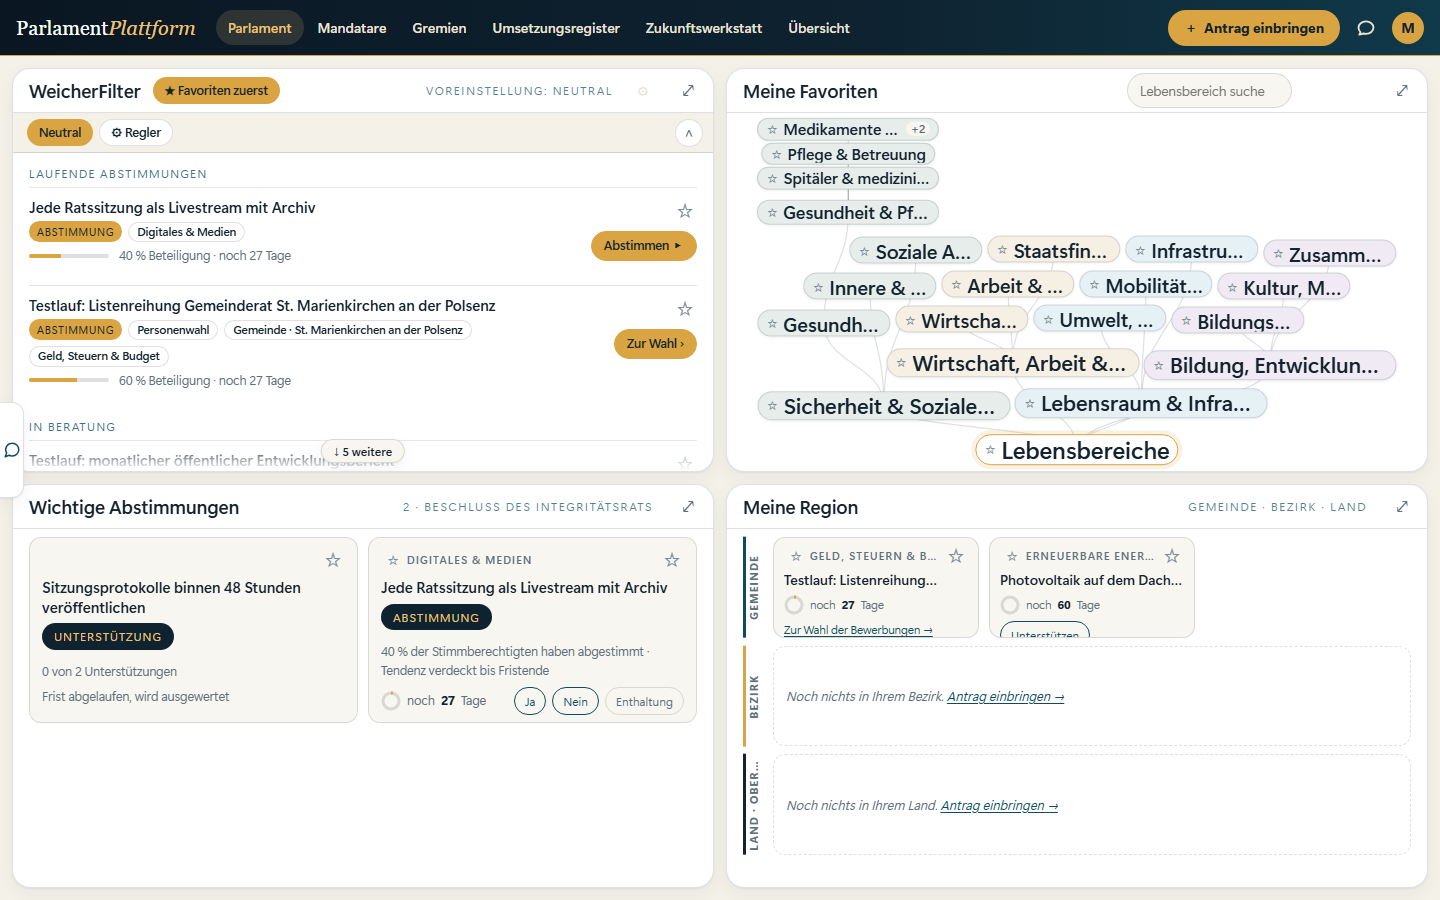 ParlamentPlattform Parlament Mandatare Gremien Umsetzungsregister Zukunftswerkstatt Übersicht + Antrag einbringen M
WeicherFilter ★ Favoriten zuerst VOREINSTELLUNG: NEUTRAL
Neutral ⚙ Regler
LAUFENDE ABSTIMMUNGEN
Jede Ratssitzung als Livestream mit Archiv
ABSTIMMUNG Digitales & Medien
Abstimmen ▸
40 % Beteiligung · noch 27 Tage
Testlauf: Listenreihung Gemeinderat St. Marienkirchen an der Polsenz
ABSTIMMUNG Personenwahl Gemeinde · St. Marienkirchen an der Polsenz
Zur Wahl ›
Geld, Steuern & Budget
60 % Beteiligung · noch 27 Tage
IN BERATUNG
Testlauf: monatlicher öffentlicher Entwicklungsbericht
↓ 5 weitere
Meine Favoriten Lebensbereich suche
Medikamente ... +2
Pflege & Betreuung
Spitäler & medizini...
Gesundheit & Pf...
Soziale A... Staatsfin... Infrastru... Zusamm...
Innere & ... Arbeit & ... Mobilität... Kultur, M...
Gesundh... Wirtscha... Umwelt, ... Bildungs...
Wirtschaft, Arbeit &... Bildung, Entwicklun...
Sicherheit & Soziale... Lebensraum & Infra...
Lebensbereiche
Wichtige Abstimmungen 2 · BESCHLUSS DES INTEGRITÄTSRATS
Sitzungsprotokolle binnen 48 Stunden
veröffentlichen
UNTERSTÜTZUNG
0 von 2 Unterstützungen
Frist abgelaufen, wird ausgewertet
DIGITALES & MEDIEN
Jede Ratssitzung als Livestream mit Archiv
ABSTIMMUNG
40 % der Stimmberechtigten haben abgestimmt ·
Tendenz verdeckt bis Fristende
noch 27 Tage Ja Nein Enthaltung
Meine Region GEMEINDE · BEZIRK · LAND
GEMEINDE
GELD, STEUERN & B...
Testlauf: Listenreihung...
noch 27 Tage
Zur Wahl der Bewerbungen →
ERNEUERBARE ENER...
Photovoltaik auf dem Dach...
noch 60 Tage
Unterstützen
BEZIRK
Noch nichts in Ihrem Bezirk. Antrag einbringen →
LAND · OBER...
Noch nichts in Ihrem Land. Antrag einbringen →